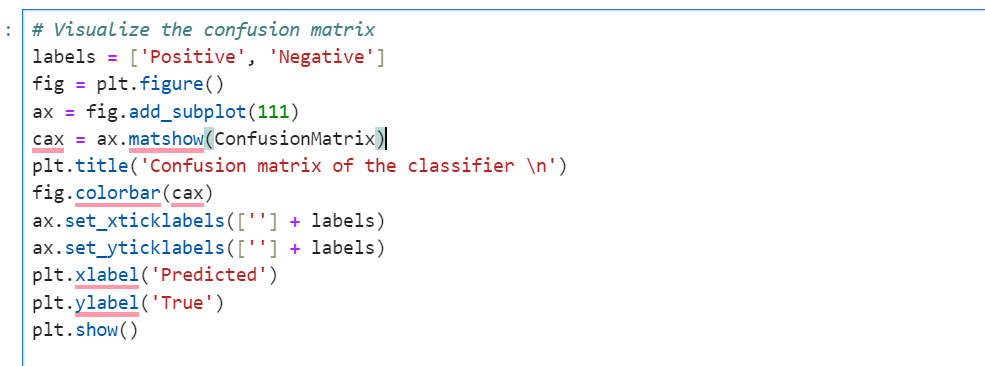 :
# Visualize the confusion matrix
labels = ['Positive', 'Negative']
fig = plt.figure()
ax = fig.add_subplot(111)
cax = ax.matshow(ConfusionMatrix)
plt.title('Confusion matrix of the classifier \n')
fig.colorbar(cax)
ax.set_xticklabels([''] + labels)
ax.set_yticklabels([''] + labels)
plt.xlabel('Predicted')
plt.ylabel('True')
plt.show()